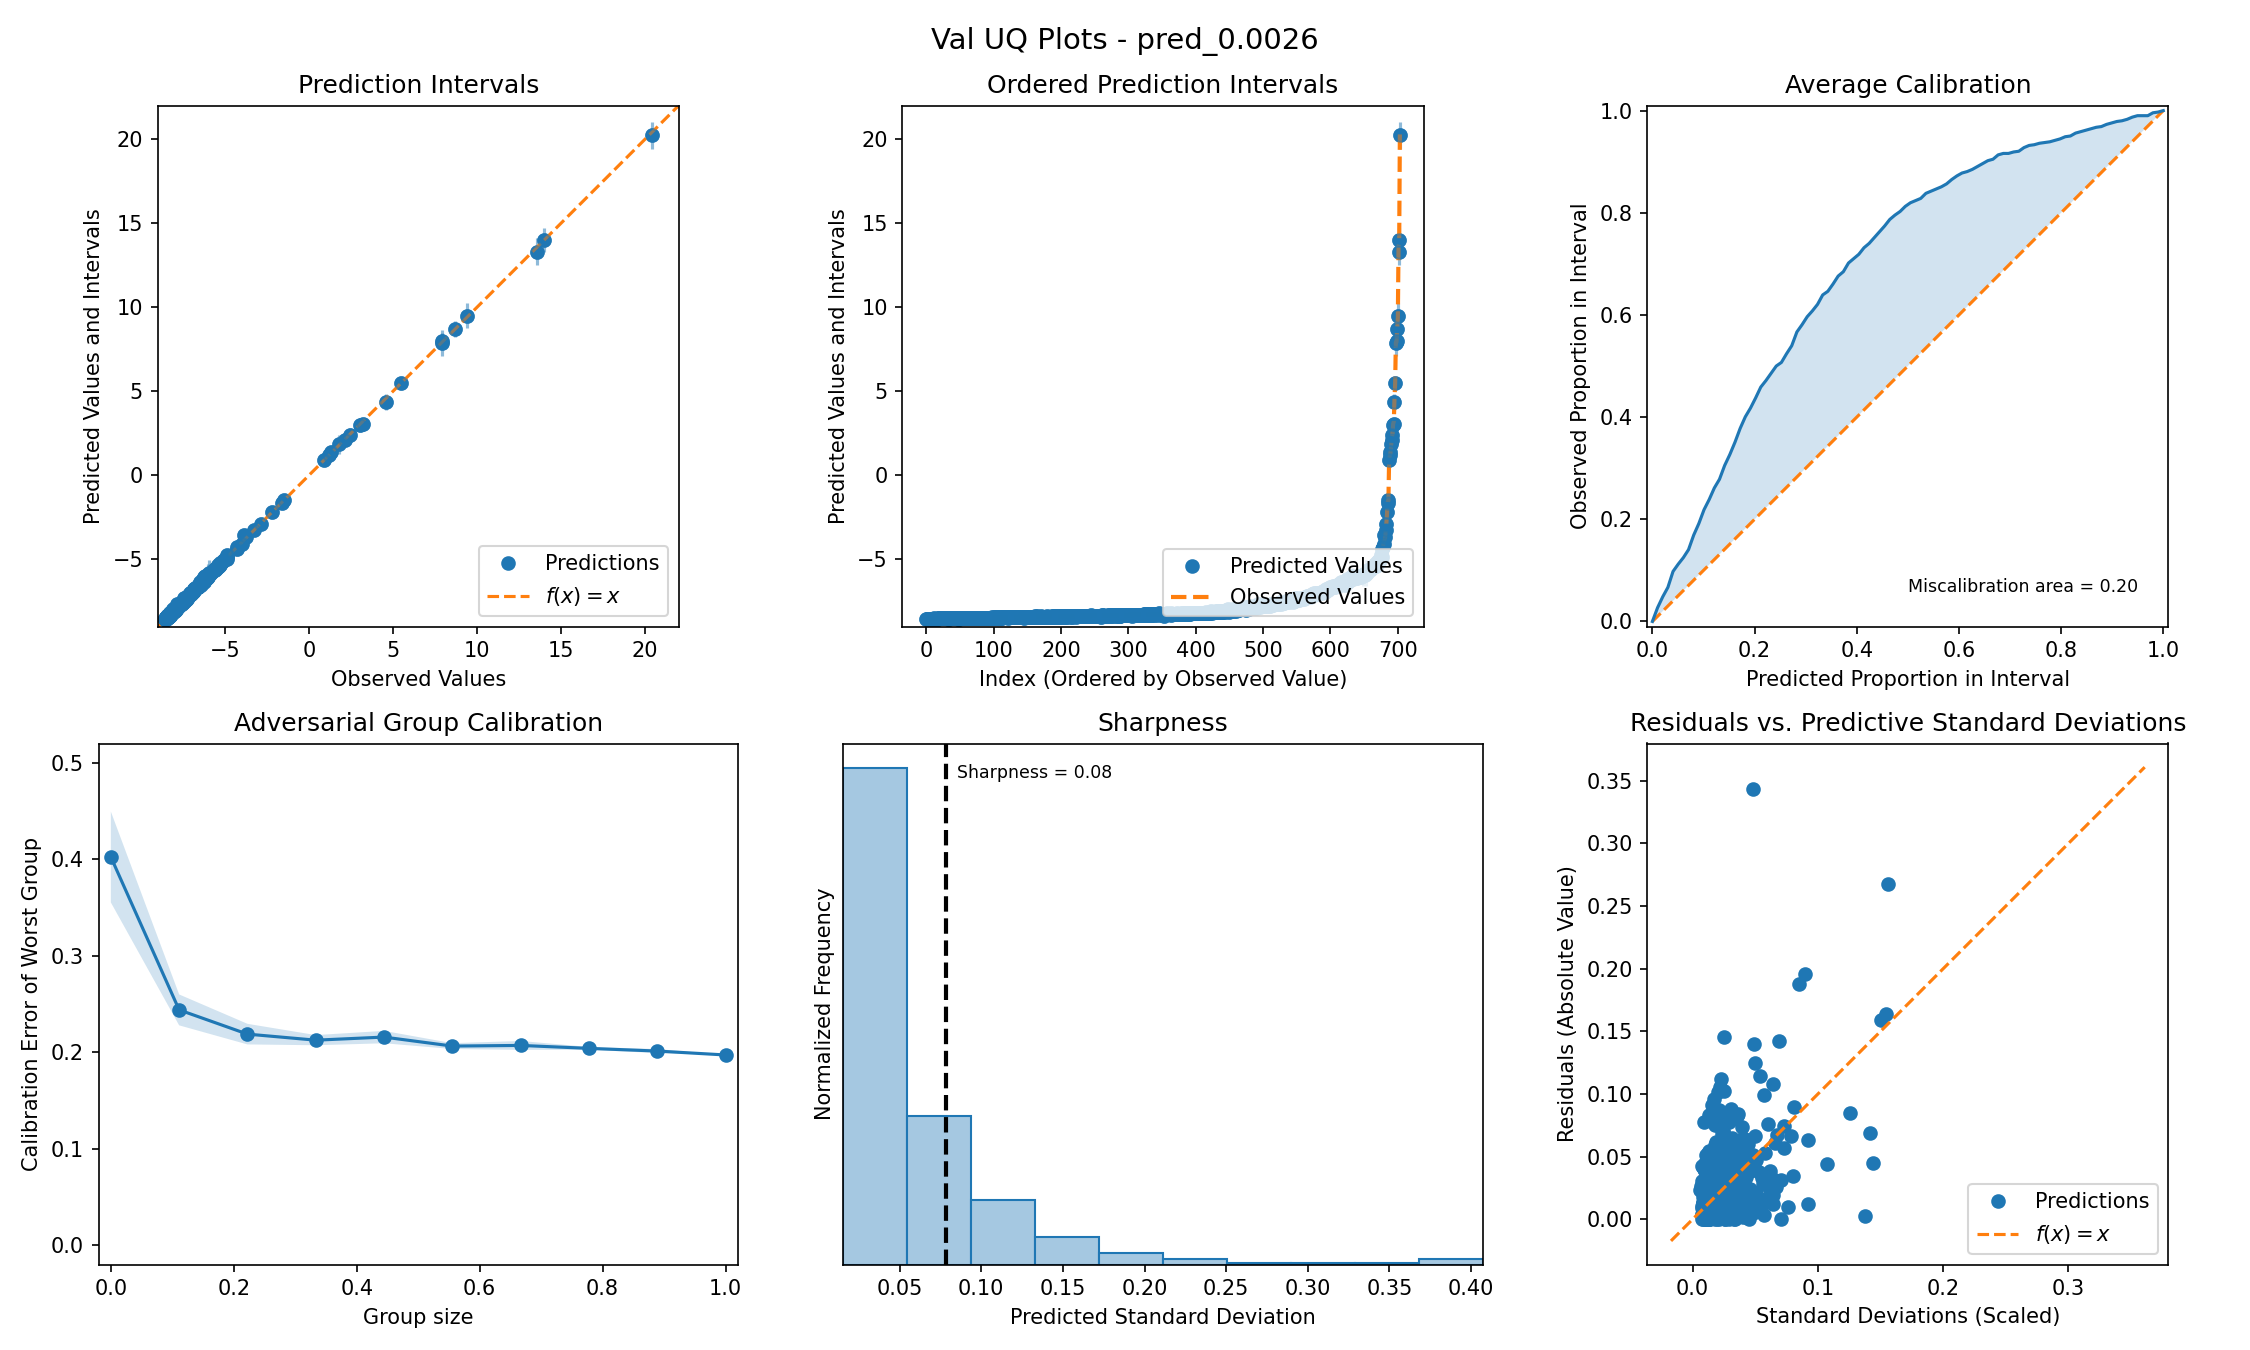 Val UQ Plots - pred_0.0026
Prediction Intervals
Predicted Values and Intervals
20
15
10
5
0
−5
−5
0
5
10
15
20
Observed Values
Predictions
f(x) = x
Ordered Prediction Intervals
Predicted Values and Intervals
20
15
10
5
0
−5
0
100
200
300
400
500
600
700
Index (Ordered by Observed Value)
Predicted Values
Observed Values
Average Calibration
Observed Proportion in Interval
1.0
0.8
0.6
0.4
0.2
0.0
0.0
0.2
0.4
0.6
0.8
1.0
Predicted Proportion in Interval
Miscalibration area = 0.20
Adversarial Group Calibration
Calibration Error of Worst Group
0.5
0.4
0.3
0.2
0.1
0.0
0.0
0.2
0.4
0.6
0.8
1.0
Group size
Sharpness
Normalized Frequency
Sharpness = 0.08
0.05
0.10
0.15
0.20
0.25
0.30
0.35
0.40
Predicted Standard Deviation
Residuals vs. Predictive Standard Deviations
Residuals (Absolute Value)
0.35
0.30
0.25
0.20
0.15
0.10
0.05
0.00
0.0
0.1
0.2
0.3
Standard Deviations (Scaled)
Predictions
f(x) = x